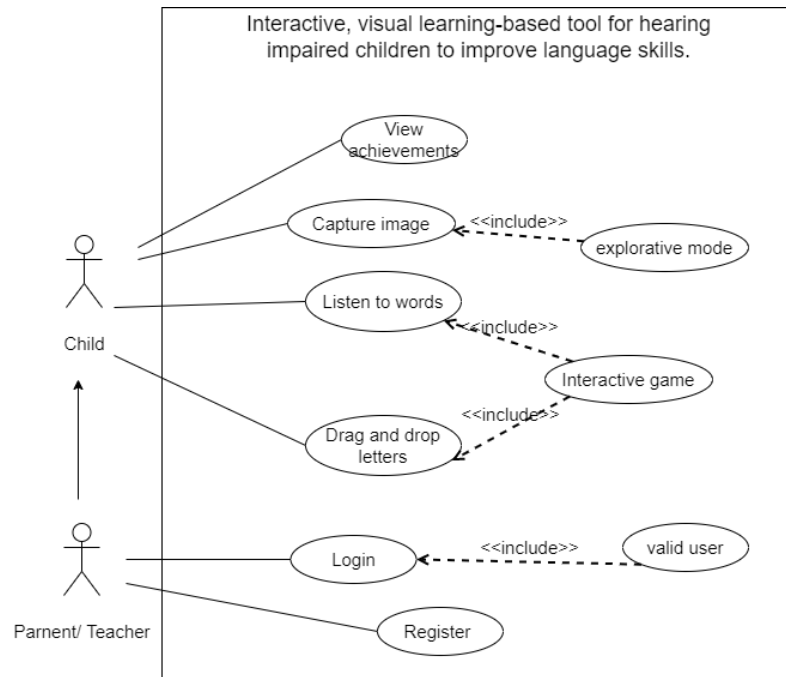 Interactive, visual learning-based tool for hearing
impaired children to improve language skills.
View
achievements
Capture image
<<include>>
explorative mode
Listen to words
<<include>>
Child
Interactive game
<<include>>
Drag and drop
letters
Login
<<include>>
valid user
Parnent/ Teacher
Register